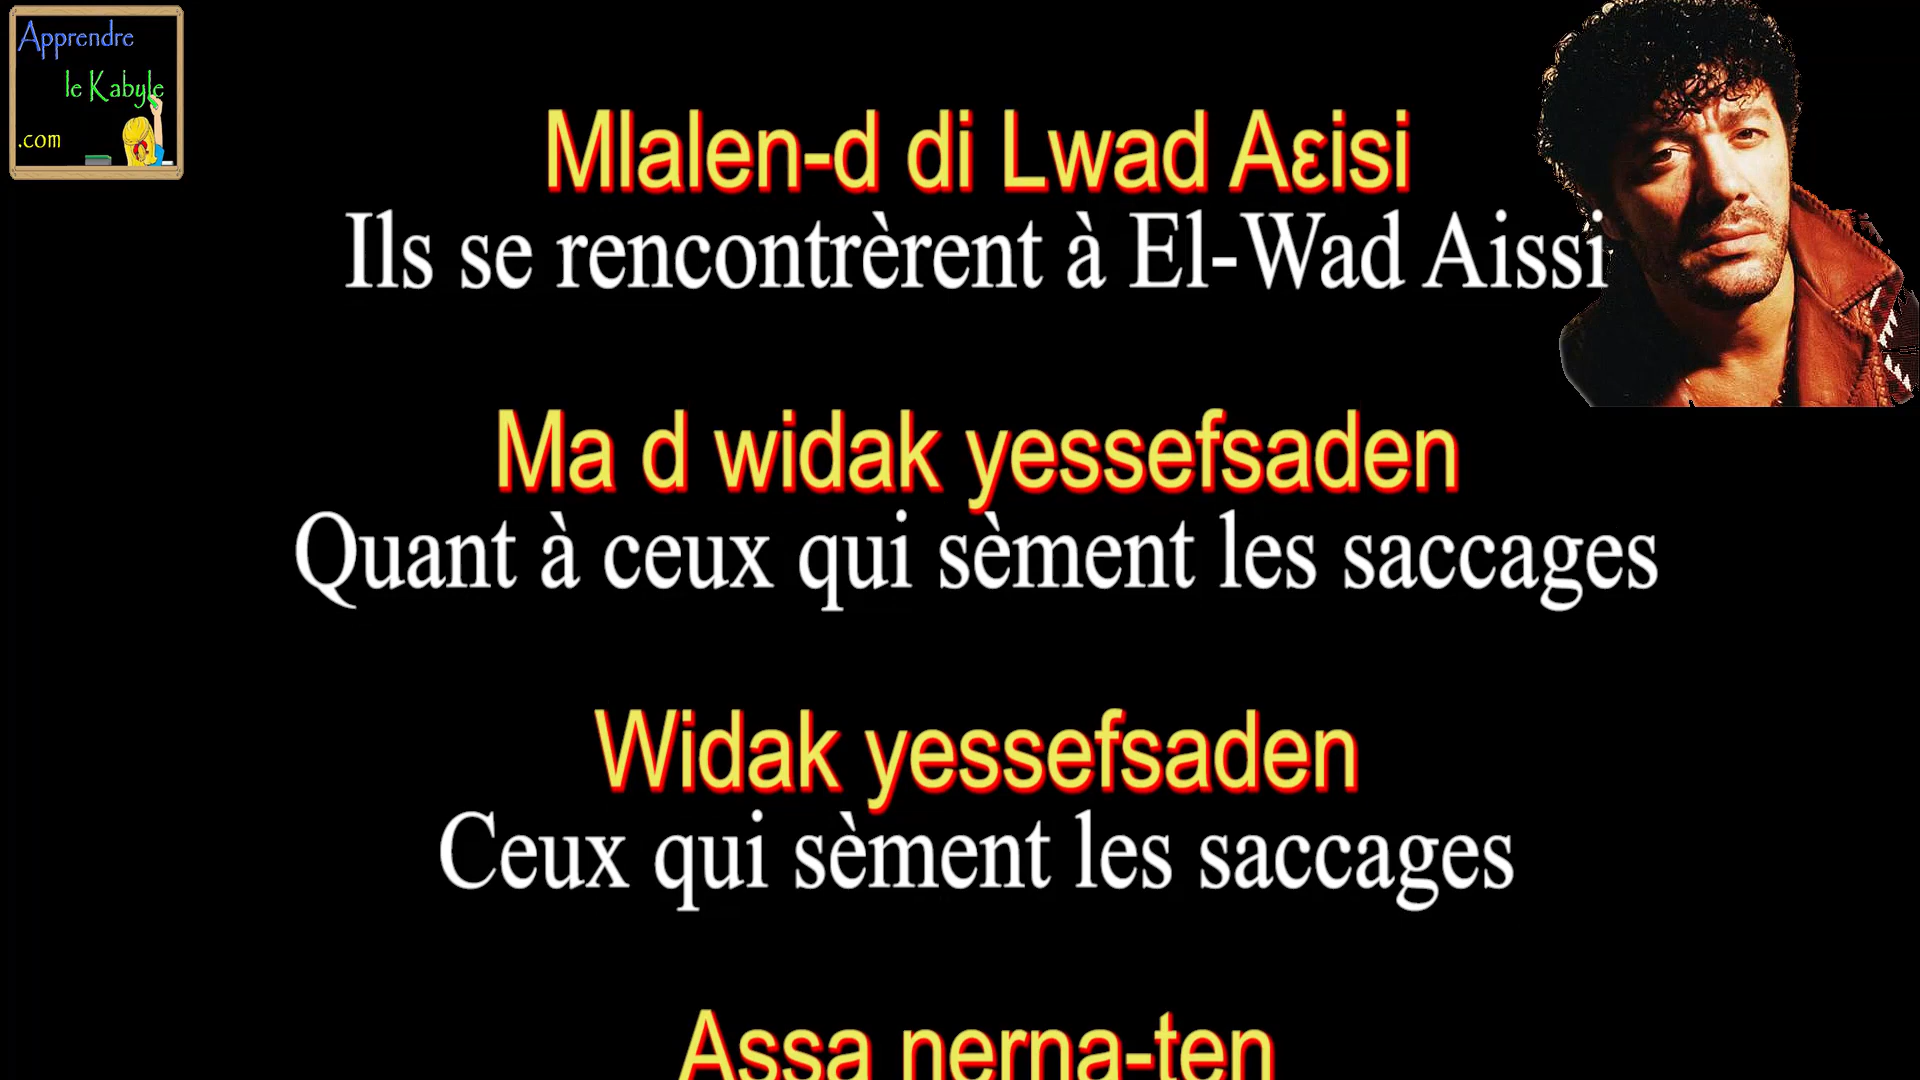 Apprendre
le Kabyle
.com
Mlalen-d di Lwad Aɛisi
Ils se rencontrèrent à El-Wad Aissi
Ma d widak yessefsaden
Quant à ceux qui sèment les saccages
Widak yessefsaden
Ceux qui sèment les saccages
Assa nerna-ten